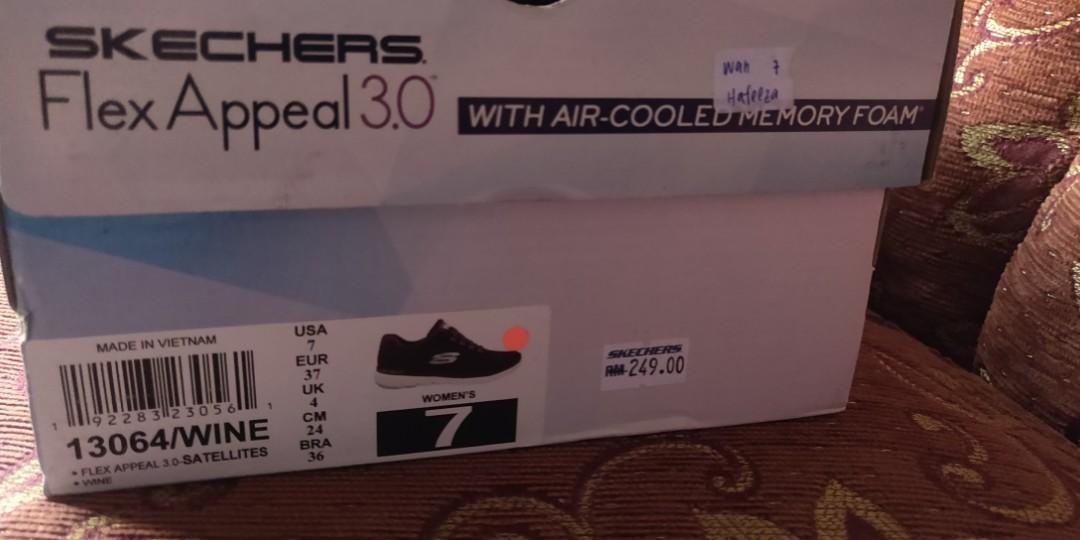 SKECHERS
Flex Appeal 3.0
WITH AIR-COOLED MEMORY FOAM
Wan 7
Hafeeza
MADE IN VIETNAM
1 92283 23056 1
13064/WINE
• FLEX APPEAL 3.0-SATELLITES
• WINE
USA
7
EUR
37
UK
4
CM
24
BRA
36
S
WOMEN'S
7
SKECHERS
RM 249.00